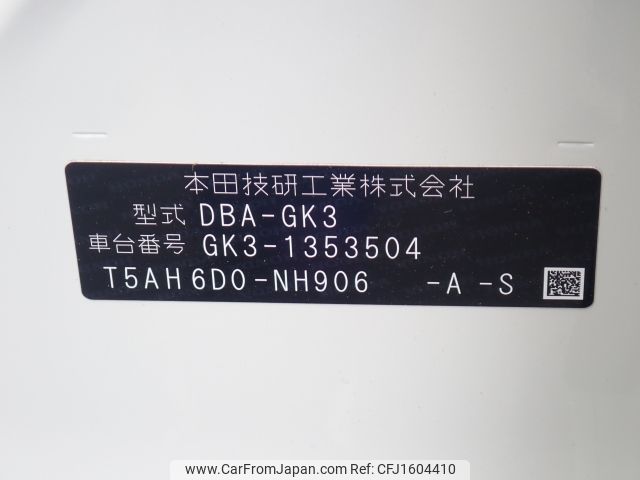 本田技研工業株式会社
型式 DBA-GK3
車台番号 GK3-1353504
T5AH6D0-NH906 -A -S
www.CarFromJapan.com CFJ1604410